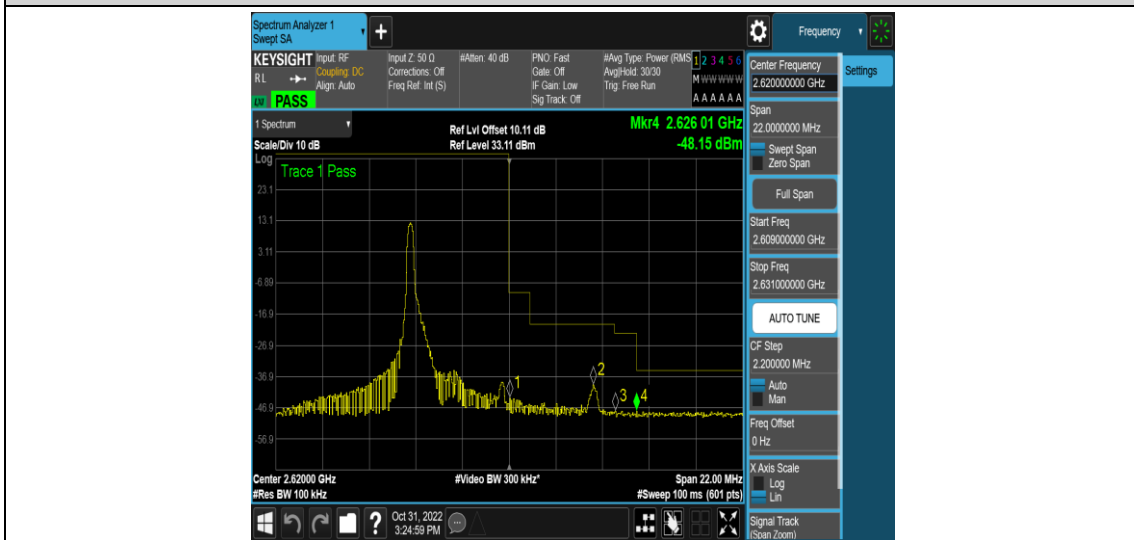 Spectrum Analyzer 1
Swept SA
+
Frequency
KEYSIGHT
RL
LXI
PASS
Input: RF
Coupling: DC
Align: Auto
Input Z: 50 Ω
Corrections: Off
Freq Ref: Int (S)
#Atten: 40 dB
PNO: Fast
Gate: Off
IF Gain: Low
Sig Track: Off
#Avg Type: Power (RMS
Avg|Hold: 30/30
Trig: Free Run
1 2 3 4 5 6
M W W W W W
A A A A A A
1 Spectrum
Scale/Div 10 dB
Ref Lvl Offset 10.11 dB
Ref Level 33.11 dBm
Mkr4 2.626 01 GHz
-48.15 dBm
Log
Trace 1 Pass
23.1
13.1
3.11
-6.89
-16.9
-26.9
-36.9
-46.9
-56.9
1
2
3
4
Center 2.62000 GHz
#Res BW 100 kHz
#Video BW 300 kHz*
Span 22.00 MHz
#Sweep 100 ms (601 pts)
?
Oct 31, 2022
3:24:59 PM
Center Frequency
2.620000000 GHz
Settings
Span
22.0000000 MHz
Swept Span
Zero Span
Full Span
Start Freq
2.609000000 GHz
Stop Freq
2.631000000 GHz
AUTO TUNE
CF Step
2.200000 MHz
Auto
Man
Freq Offset
0 Hz
X Axis Scale
Log
Lin
Signal Track
(Span Zoom)